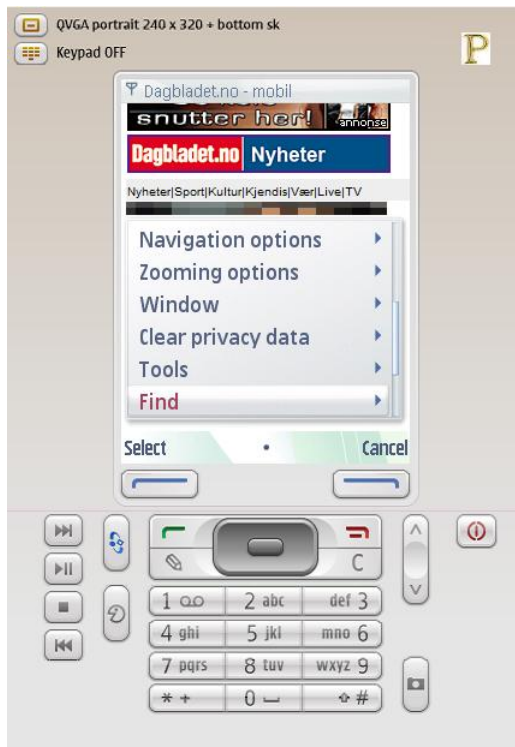 QVGA portrait 240 x 320 + bottom sk
Keypad OFF
P
Dagbladet.no - mobil
snutter her!
annonse
Dagbladet.no Nyheter
Nyheter|Sport|Kultur|Kjendis|Vær|Live|TV
Navigation options
Zooming options
Window
Clear privacy data
Tools
Find
Select
Cancel
C
1 2 abc def 3
4 ghi 5 jkl mno 6
7 pqrs 8 tuv wxyz 9
* + 0 #